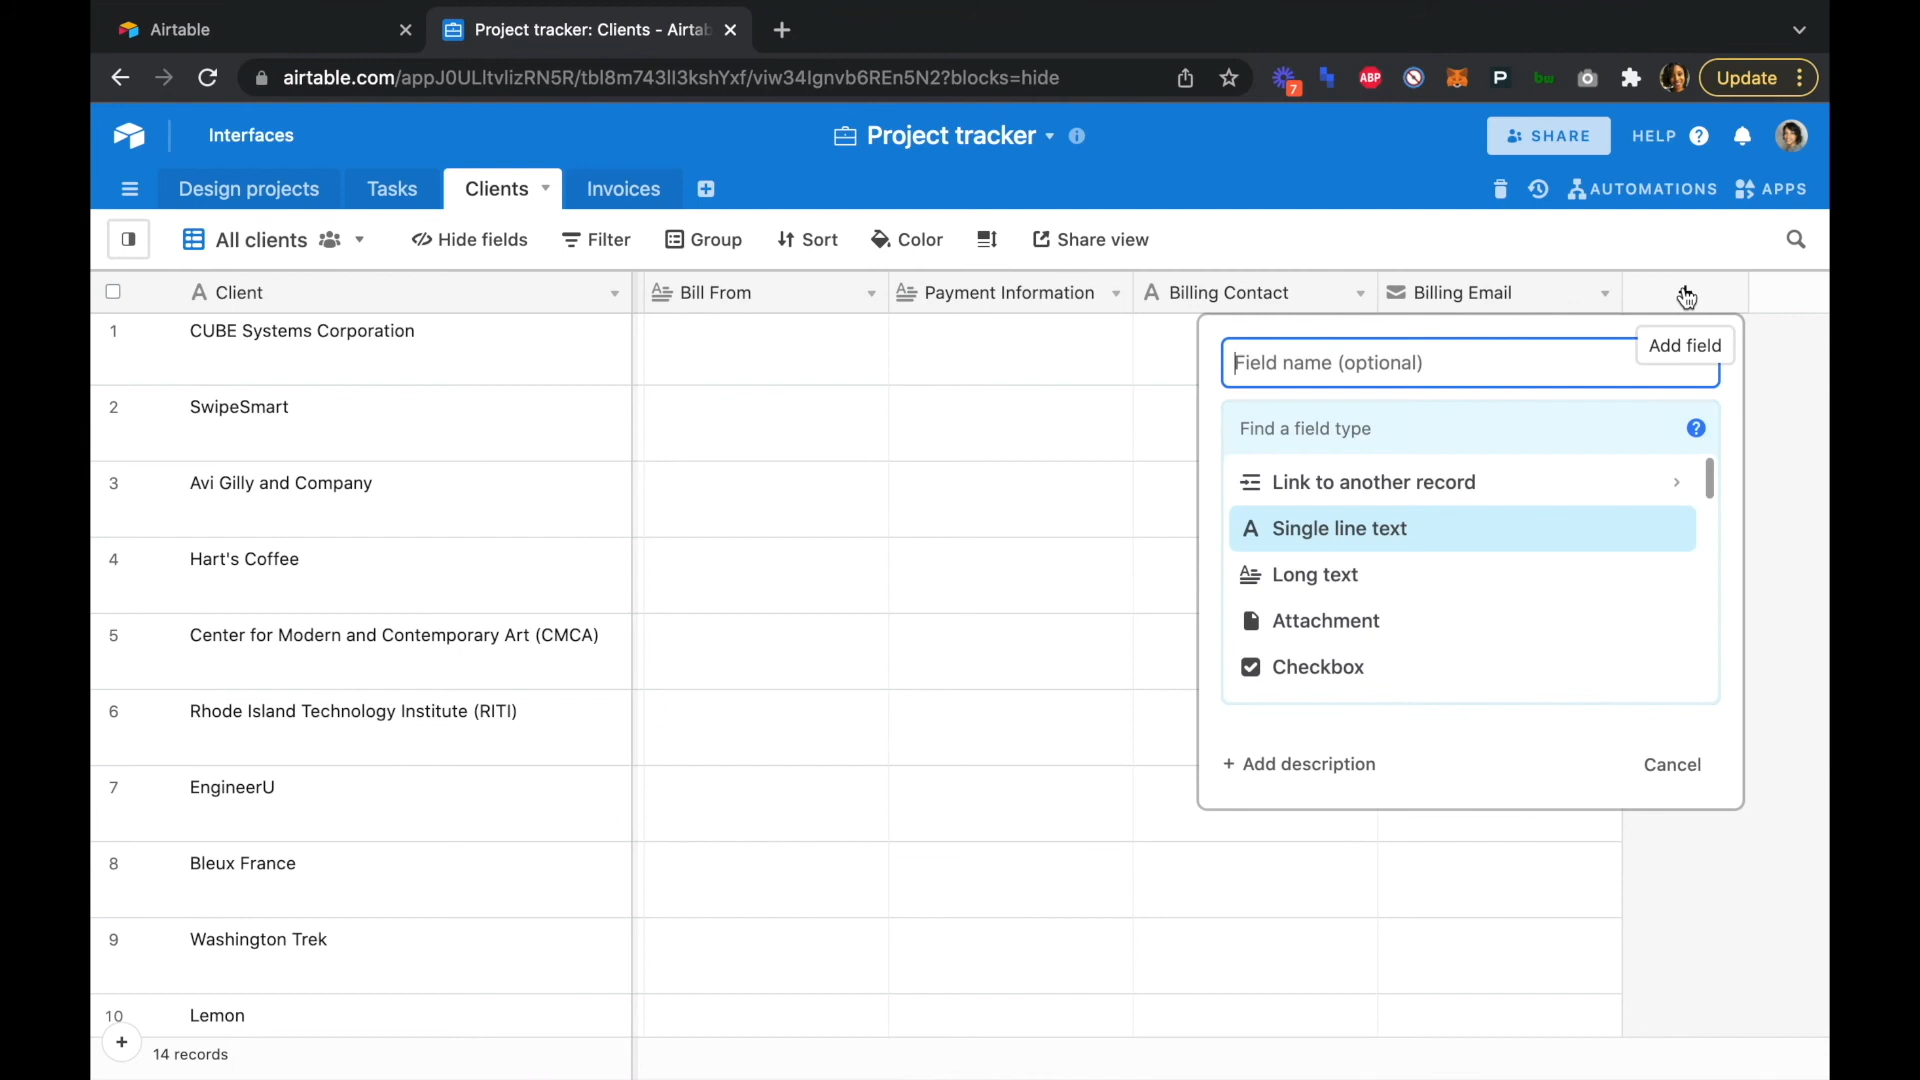 Airtable
Project tracker: Clients - Airtab
airtable.com/appJ0ULltvlizRN5R/tbl8m743lI3kshYxf/viw34Ignvb6REn5N2?blocks=hide
7
ABP
P
bw
Update
Interfaces
Project tracker
SHARE
HELP
Design projects
Tasks
Clients
Invoices
AUTOMATIONS
APPS
All clients
Hide fields
Filter
Group
Sort
Color
Share view
Client
Bill From
Payment Information
Billing Contact
Billing Email
1 CUBE Systems Corporation
2 SwipeSmart
3 Avi Gilly and Company
4 Hart's Coffee
5 Center for Modern and Contemporary Art (CMCA)
6 Rhode Island Technology Institute (RITI)
7 EngineerU
8 Bleux France
9 Washington Trek
10 Lemon
14 records
Add field
Field name (optional)
Find a field type
Link to another record
Single line text
Long text
Attachment
Checkbox
+ Add description
Cancel